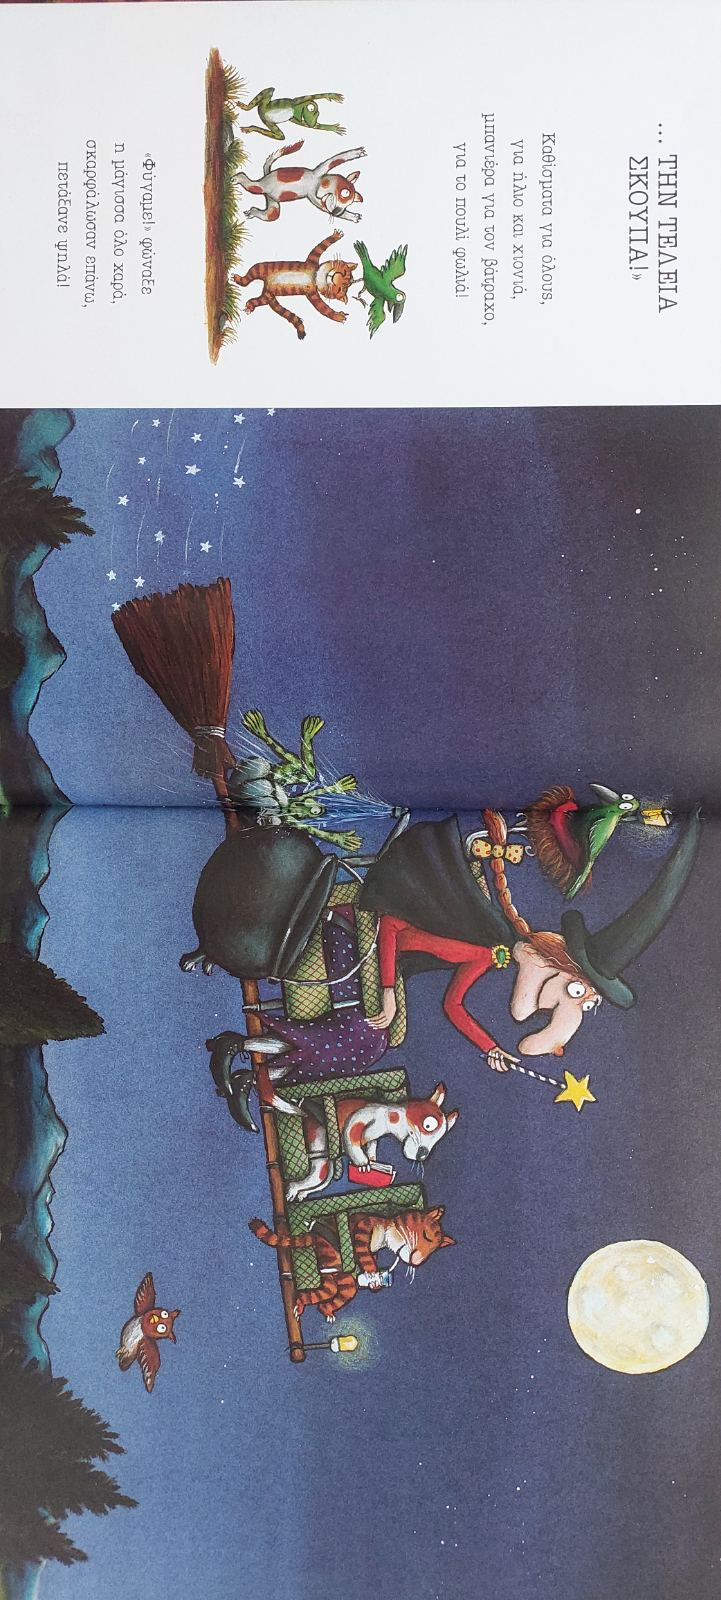 ... ΤΗΝ ΤΕΛΕΙΑ
ΣΚΟΥΠΑ!»
Καθίσματα για όλους,
για ήλιο και χιονιά,
μπανιέρα για τον βάτραχο,
για το πουλί φωλιά!
«Φύγαμε!» φώναξε
η μάγισσα όλο χαρά,
σκαρφάλωσαν επάνω,
πετάξανε ψηλά!